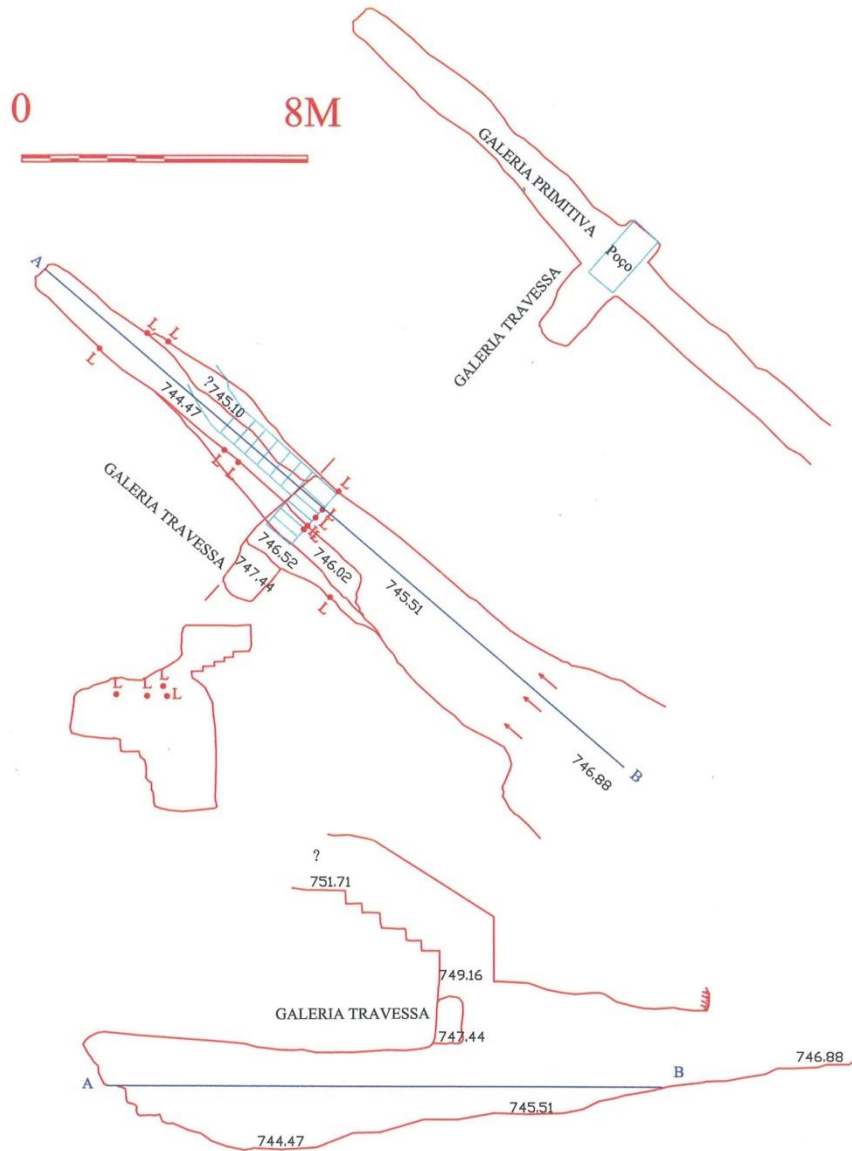 0 8M
GALERIA PRIMITIVA
Poço
GALERIA TRAVESSA
A
L
L
L
?745.10
744.47
L
L
L
GALERIA TRAVESSA
L
L
L
L
746.52
746.02
747.44
745.51
L
L
L
L
L
746.88
B
?
751.71
749.16
GALERIA TRAVESSA
747.44
746.88
A
B
745.51
744.47